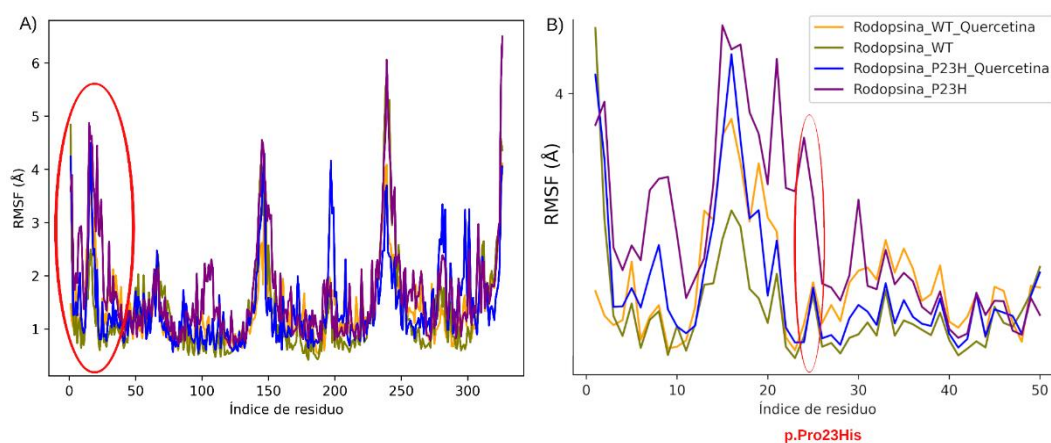 A)
RMSF (Å)
6
5
4
3
2
1
0 50 100 150 200 250 300
Índice de residuo
B)
Rodopsina_WT_Quercetina
Rodopsina_WT
Rodopsina_P23H_Quercetina
Rodopsina_P23H
RMSF (Å)
4
0 10 20 30 40 50
Índice de residuo
p.Pro23His